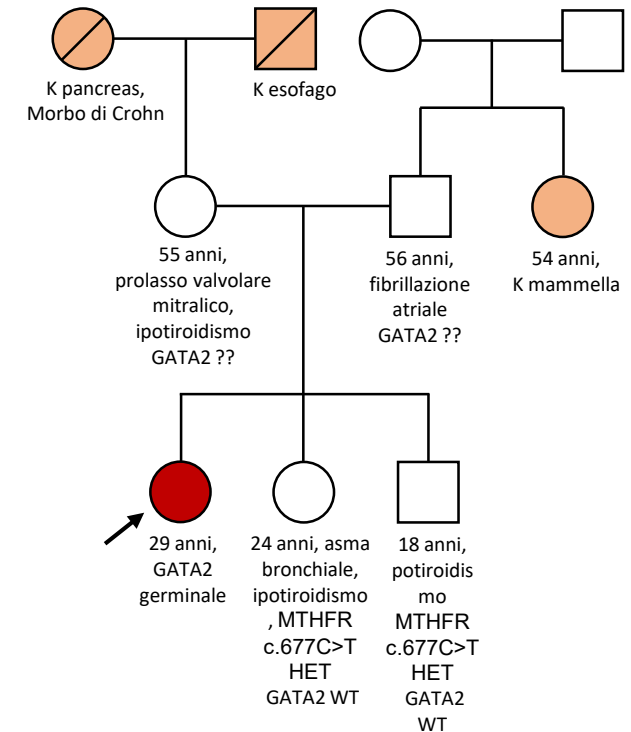 K pancreas,
Morbo di Crohn
K esofago
55 anni,
prolasso valvolare
mitralico,
ipotiroidismo
GATA2 ??
56 anni,
fibrillazione
atriale
GATA2 ??
54 anni,
K mammella
29 anni,
GATA2
germinale
24 anni, asma
bronchiale,
ipotiroidismo
, MTHFR
c.677C>T
HET
GATA2 WT
18 anni,
potiroidis
mo
MTHFR
c.677C>T
HET
GATA2
WT